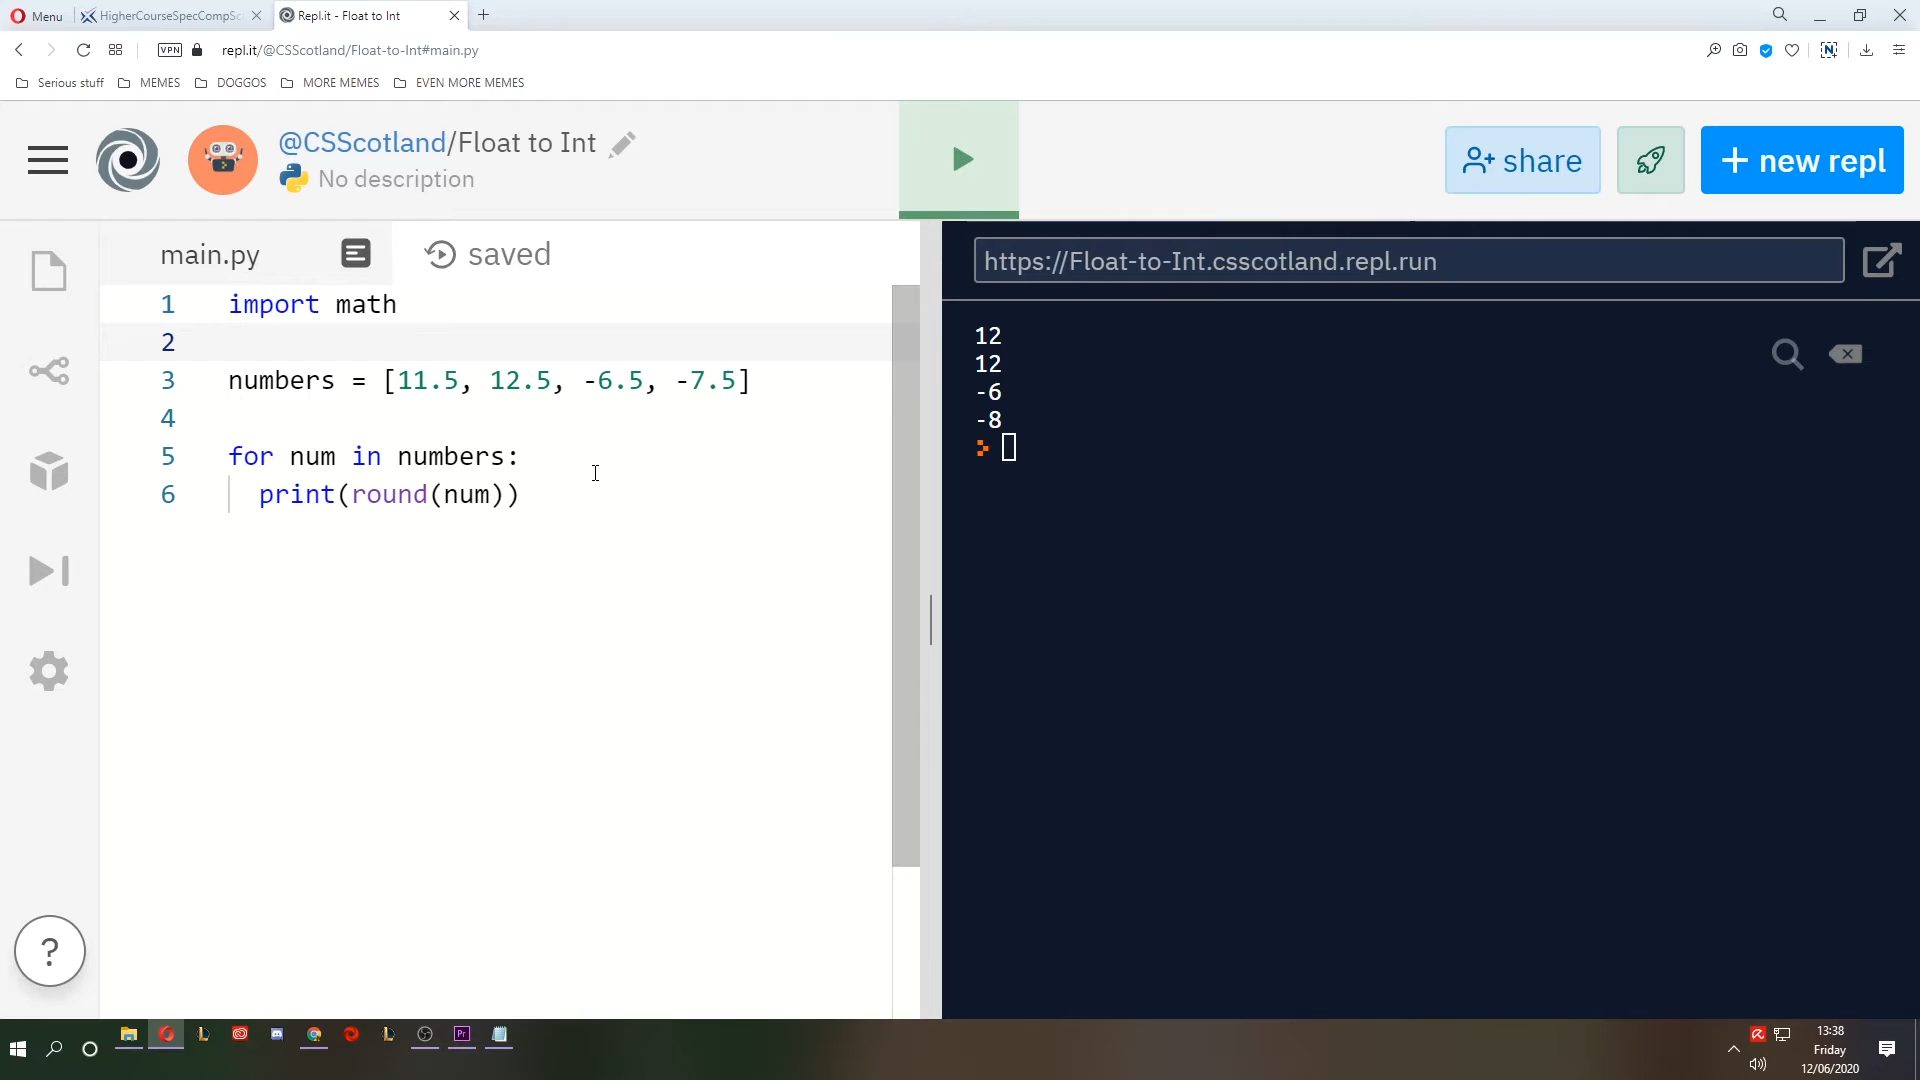 Menu
HigherCourseSpecCompSc
Repl.it - Float to Int
VPN
repl.it/@CSScotland/Float-to-Int#main.py
Serious stuff
MEMES
DOGGOS
MORE MEMES
EVEN MORE MEMES
@CSScotland/Float to Int
No description
share
+ new repl
main.py
saved
https://Float-to-Int.csscotland.repl.run
1 import math
2
3 numbers = [11.5, 12.5, -6.5, -7.5]
4
5 for num in numbers:
6 print(round(num))
12
12
-6
-8
?
Pr
13:38
Friday
12/06/2020